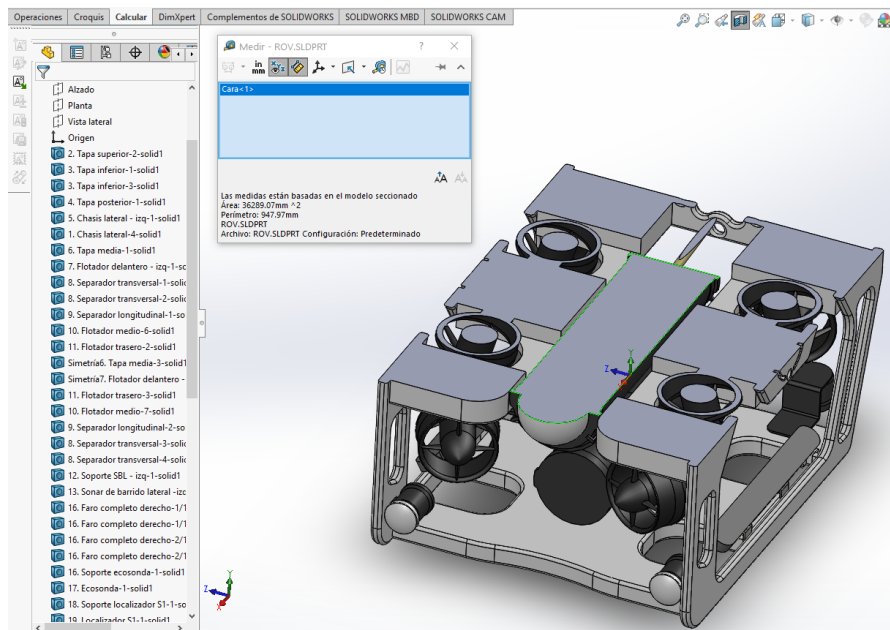 Operaciones Croquis Calcular DimXpert Complementos de SOLIDWORKS SOLIDWORKS MBD SOLIDWORKS CAM
Medir - ROV.SLDPRT ? ×
in
mm
Cara<1>
Las medidas están basadas en el modelo seccionado
Área: 36289.07mm ^2
Perímetro: 947.97mm
ROV.SLDPRT
Archivo: ROV.SLDPRT Configuración: Predeterminado
Alzado
Planta
Vista lateral
Origen
2. Tapa superior-2-solid1
3. Tapa inferior-1-solid1
3. Tapa inferior-3-solid1
4. Tapa posterior-1-solid1
5. Chasis lateral - izq-1-solid1
1. Chasis lateral-4-solid1
6. Tapa media-1-solid1
7. Flotador delantero - izq-1-sc
8. Separador transversal-1-solic
8. Separador transversal-2-solic
9. Separador longitudinal-1-so
10. Flotador medio-6-solid1
11. Flotador trasero-2-solid1
Simetría6. Tapa media-3-solid1
Simetría7. Flotador delantero -
11. Flotador trasero-3-solid1
10. Flotador medio-7-solid1
9. Separador longitudinal-2-so
8. Separador transversal-3-solic
8. Separador transversal-4-solic
12. Soporte SBL - izq-1-solid1
13. Sonar de barrido lateral -izc
16. Faro completo derecho-1/1
16. Faro completo derecho-1/1
16. Faro completo derecho-2/1
16. Faro completo derecho-2/1
16. Soporte ecosonda-1-solid1
17. Ecosonda-1-solid1
18. Soporte localizador S1-1-so
19. Localizador S1-1-solid1
Y
Z
X
Y
Z